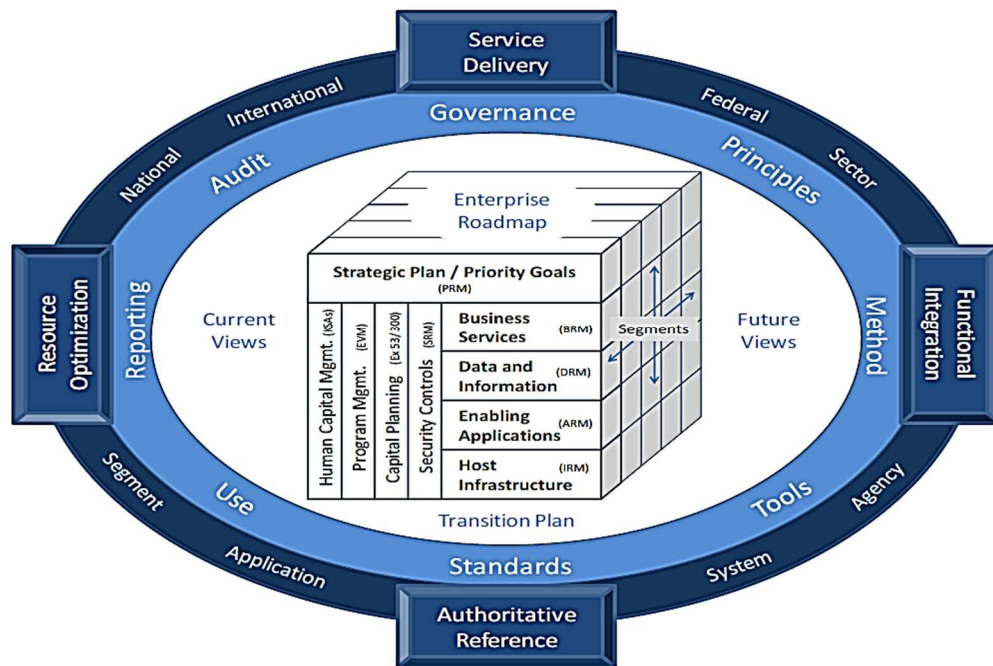 Service
Delivery
International
Federal
National
Sector
Governance
Audit
Principles
Enterprise
Roadmap
Strategic Plan / Priority Goals
(PRM)
Resource
Optimization
Reporting
Current
Views
Human Capital Mgmt. (KSAs)
Program Mgmt. (EVM)
Capital Planning (Ex 53/300)
Security Controls (SRM)
Business
Services (BRM)
Data and
Information (DRM)
Enabling
Applications (ARM)
Host
Infrastructure (IRM)
Segments
Future
Views
Method
Functional
Integration
Transition Plan
Use
Tools
Standards
Segment
Agency
Application
System
Authoritative
Reference